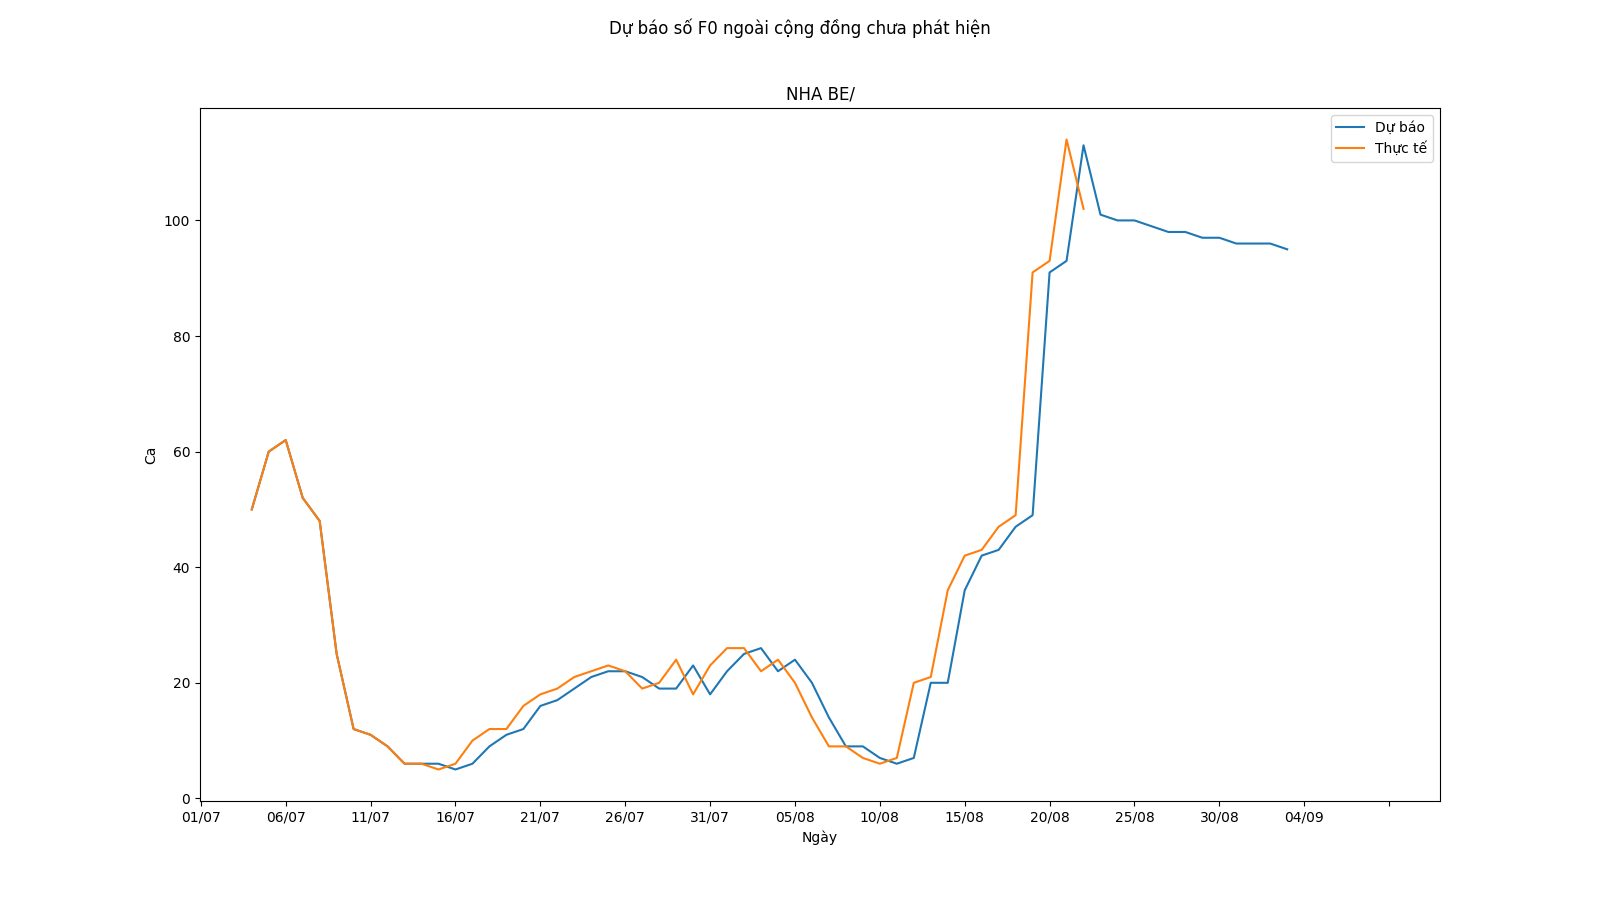 Dự báo số F0 ngoài cộng đồng chưa phát hiện
NHA BE/
Dự báo
Thực tế
100
80
60
40
20
0
Ca
01/07 06/07 11/07 16/07 21/07 26/07 31/07 05/08 10/08 15/08 20/08 25/08 30/08 04/09
Ngày